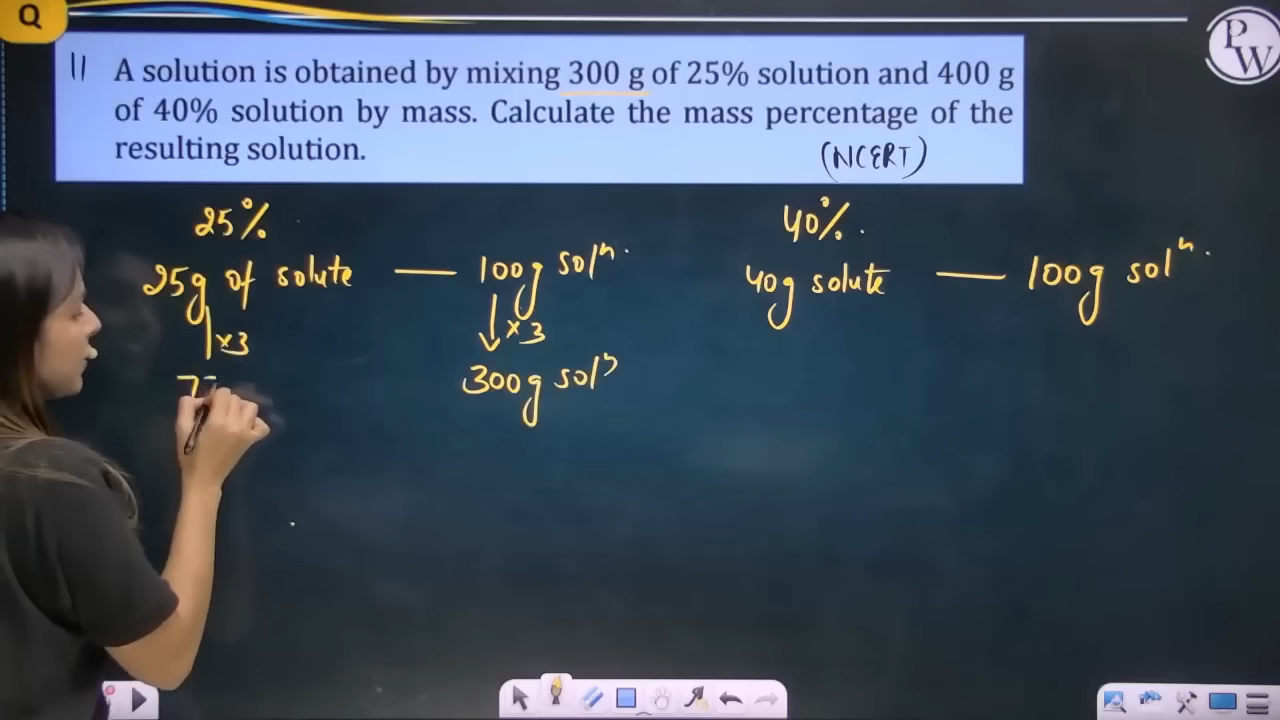 Q
PW
11 A solution is obtained by mixing 300 g of 25% solution and 400 g
of 40% solution by mass. Calculate the mass percentage of the
resulting solution.
(NCERT)
25%
25g of solute — 100g solⁿ.
×3 ×3
300g solⁿ
40%.
40g solute — 100g solⁿ.